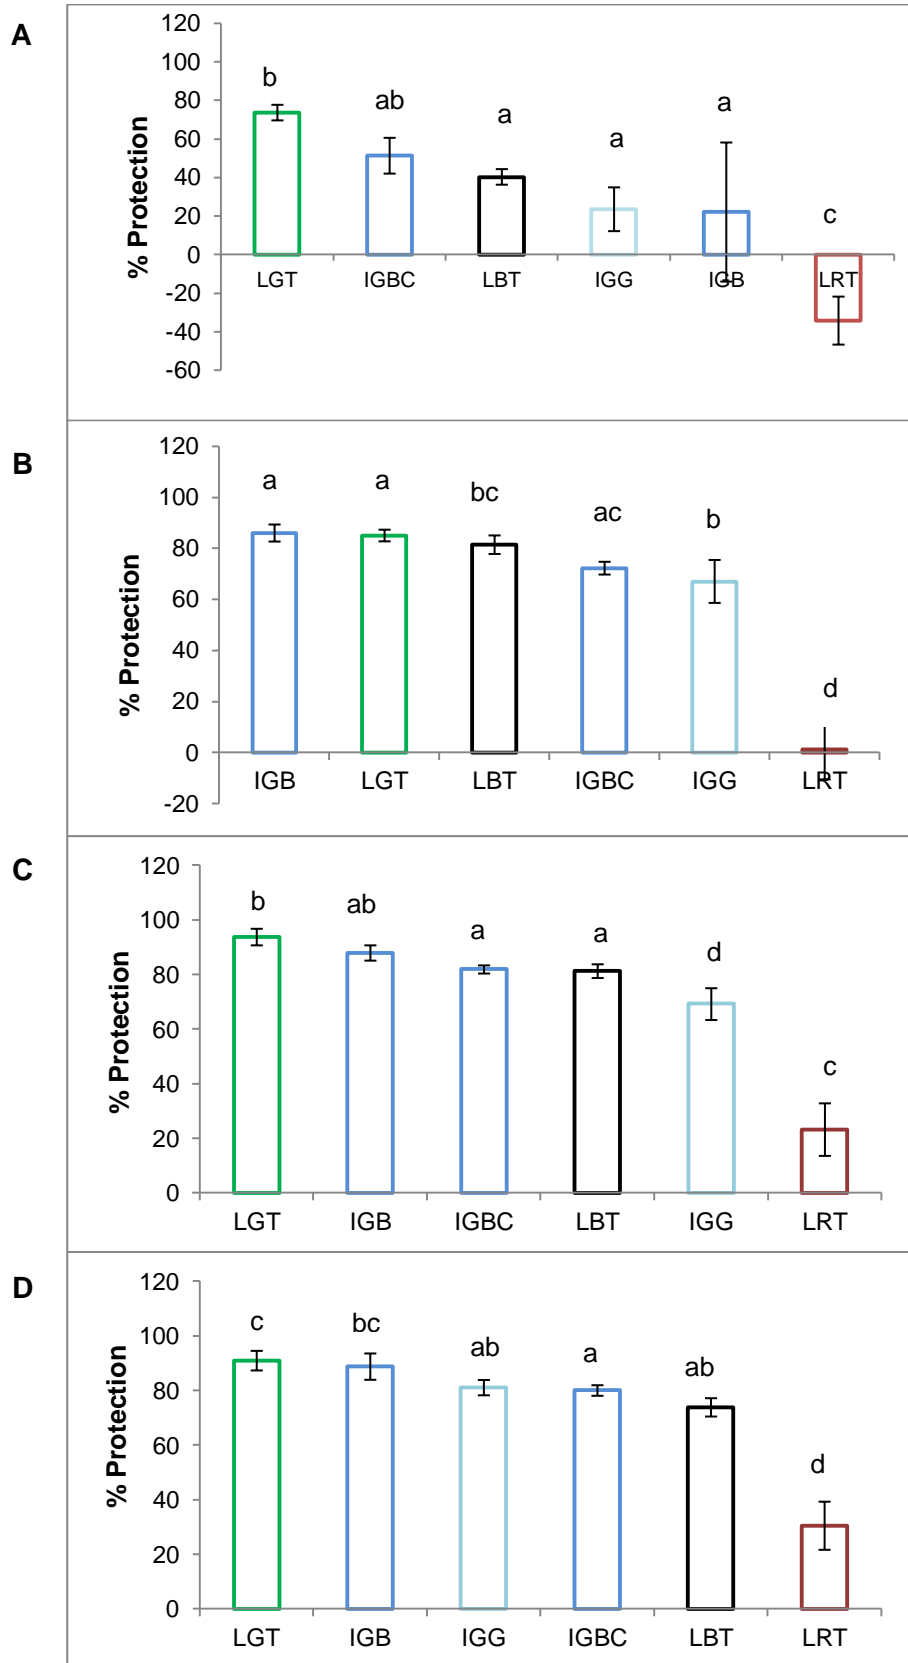 A
% Protection
120
100
80
60
40
20
0
-20
-40
-60
b
ab
a
a
a
c
LGT
IGBC
LBT
IGG
IGB
LRT
B
% Protection
120
100
80
60
40
20
0
-20
a
a
bc
ac
b
d
IGB
LGT
LBT
IGBC
IGG
LRT
C
% Protection
120
100
80
60
40
20
0
b
ab
a
a
d
c
LGT
IGB
IGBC
LBT
IGG
LRT
D
% Protection
120
100
80
60
40
20
0
c
bc
ab
a
ab
d
LGT
IGB
IGG
IGBC
LBT
LRT